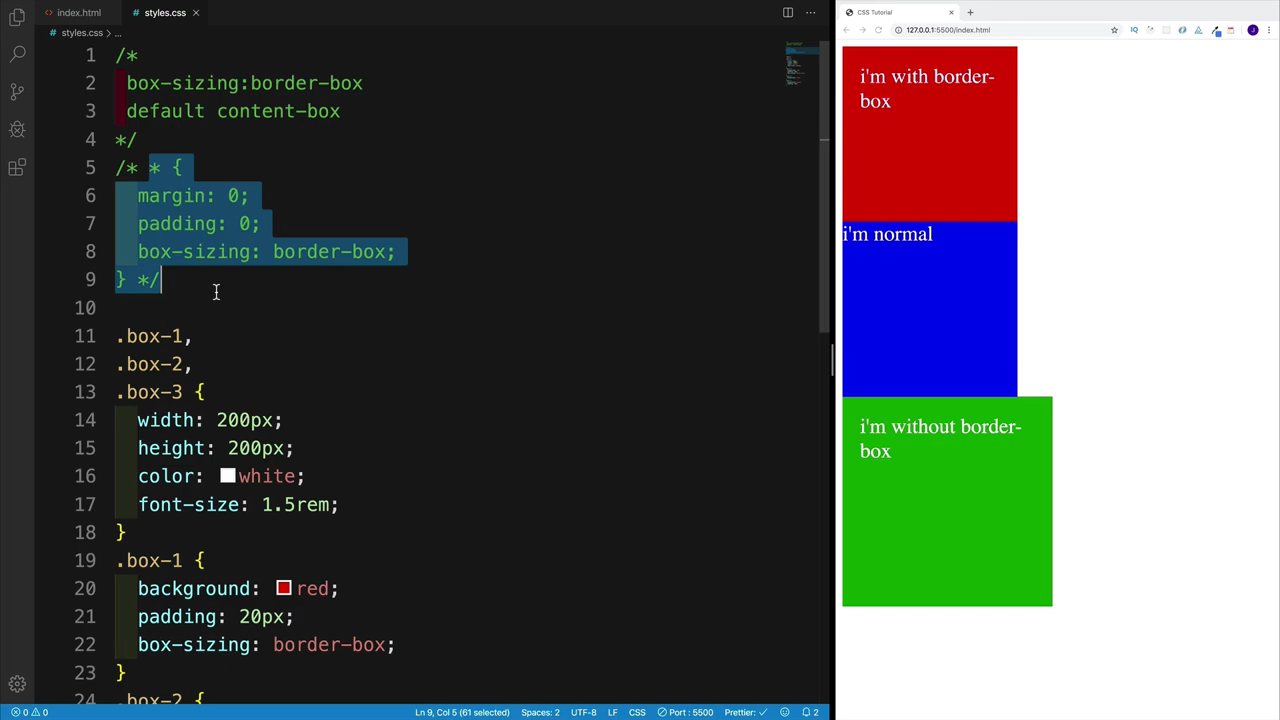 index.html
styles.css
styles.css > ...
1 /*
2 box-sizing:border-box
3 default content-box
4 */
5 /* * {
6 margin: 0;
7 padding: 0;
8 box-sizing: border-box;
9 } */
10
11 .box-1,
12 .box-2,
13 .box-3 {
14 width: 200px;
15 height: 200px;
16 color: white;
17 font-size: 1.5rem;
18 }
19 .box-1 {
20 background: red;
21 padding: 20px;
22 box-sizing: border-box;
23 }
24 .box-2 {
0 0
Ln 9, Col 5 (61 selected)
Spaces: 2
UTF-8
LF
CSS
Port : 5500
Prettier: ✓
2
CSS Tutorial
127.0.0.1:5500/index.html
IQ
J
i'm with border-
box
i'm normal
i'm without border-
box